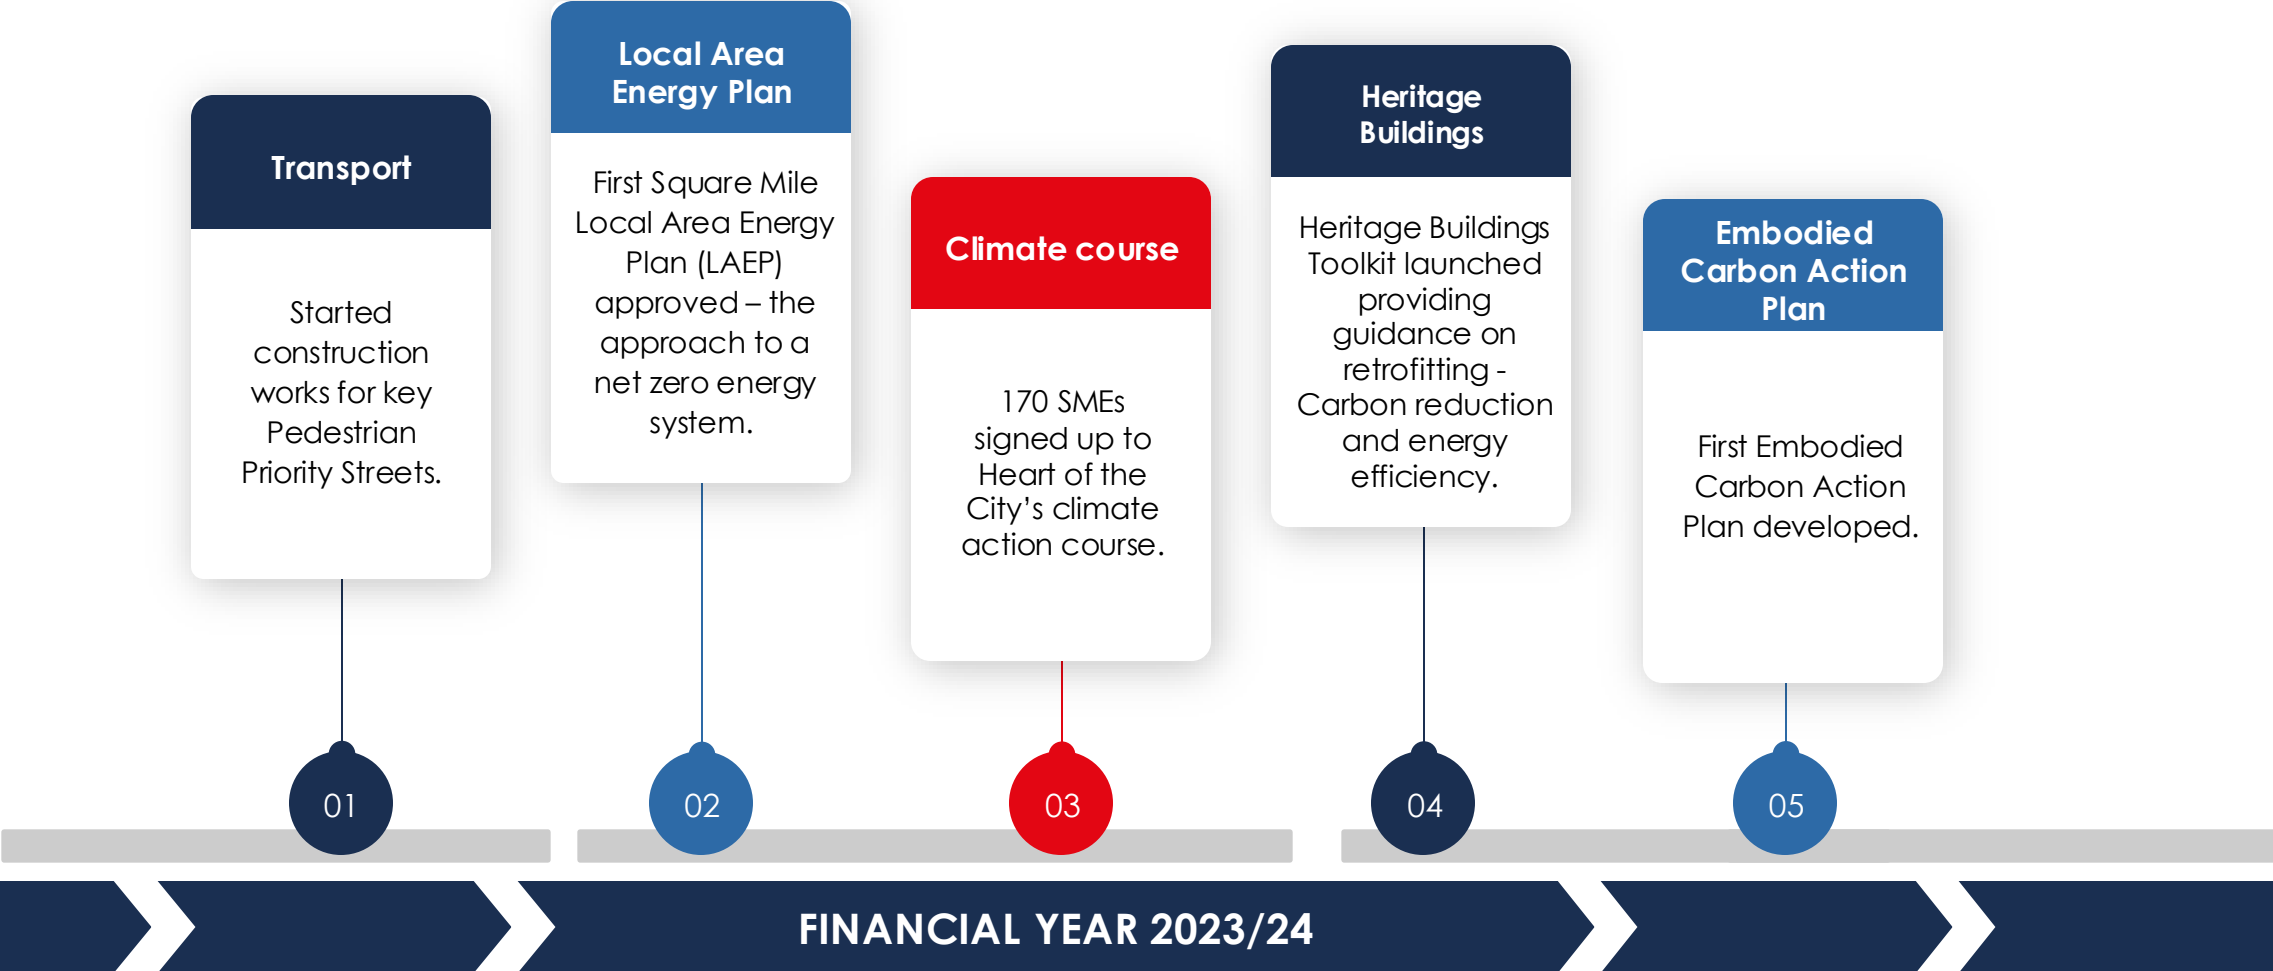 Transport
Started
construction
works for key
Pedestrian
Priority Streets.
01
Local Area
Energy Plan
First Square Mile
Local Area Energy
Plan (LAEP)
approved – the
approach to a
net zero energy
system.
02
Climate course
170 SMEs
signed up to
Heart of the
City’s climate
action course.
03
Heritage
Buildings
Heritage Buildings
Toolkit launched
providing
guidance on
retrofitting -
Carbon reduction
and energy
efficiency.
04
Embodied
Carbon Action
Plan
First Embodied
Carbon Action
Plan developed.
05
FINANCIAL YEAR 2023/24